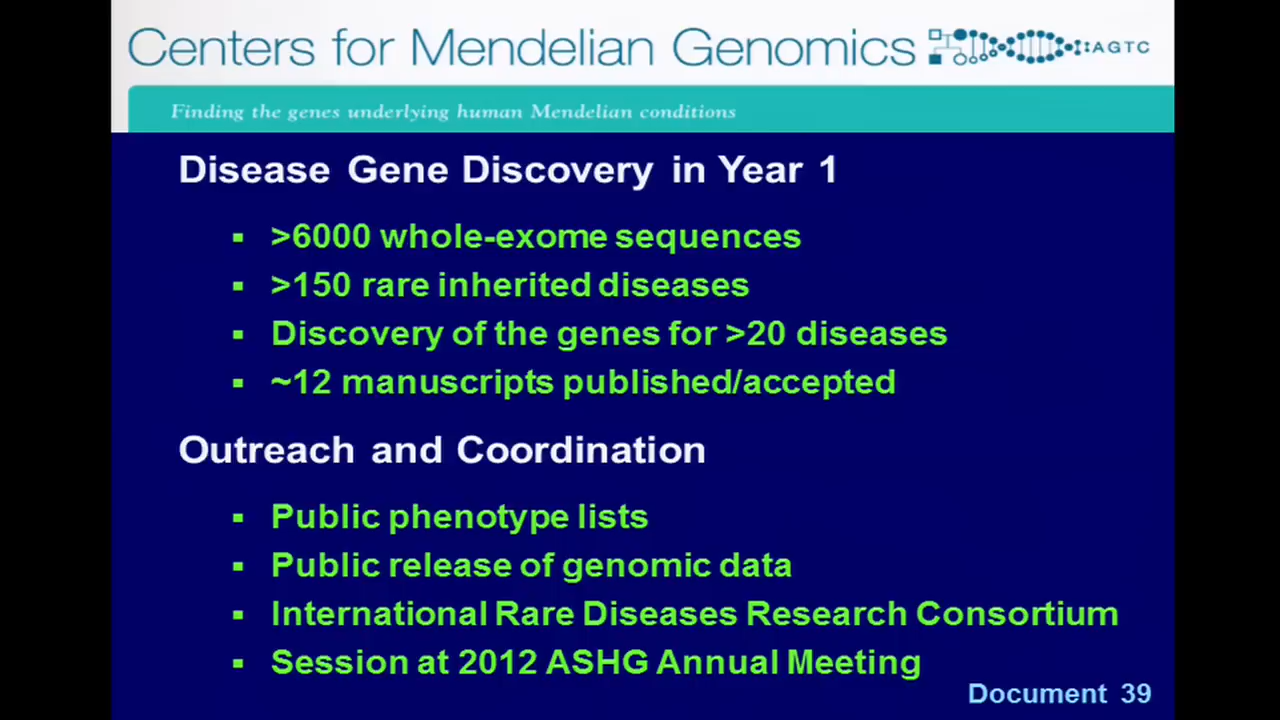 Centers for Mendelian Genomics AGTC
Finding the genes underlying human Mendelian conditions
Disease Gene Discovery in Year 1
▪ >6000 whole-exome sequences
▪ >150 rare inherited diseases
▪ Discovery of the genes for >20 diseases
▪ ~12 manuscripts published/accepted
Outreach and Coordination
▪ Public phenotype lists
▪ Public release of genomic data
▪ International Rare Diseases Research Consortium
▪ Session at 2012 ASHG Annual Meeting
Document 39